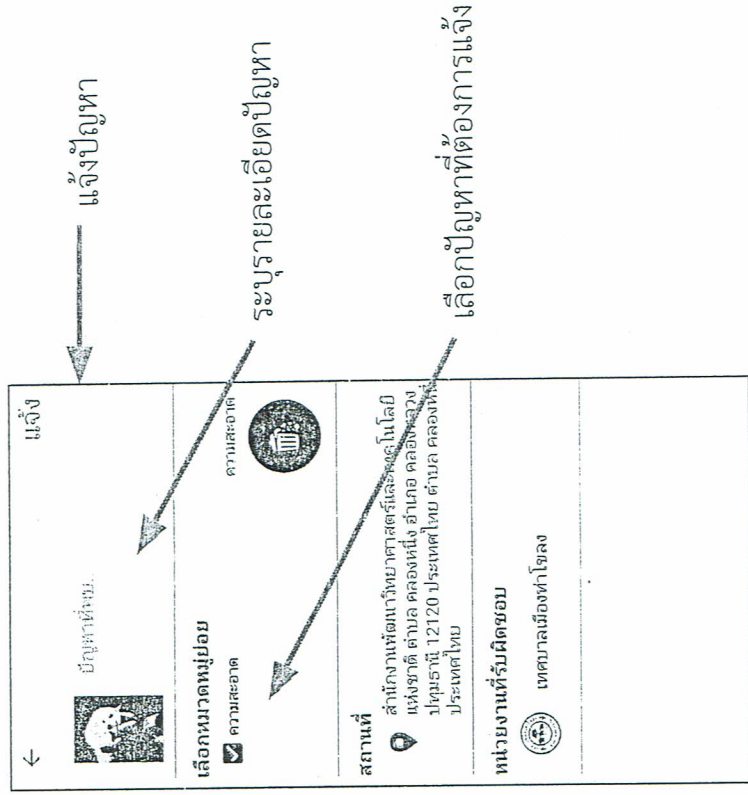 ←
แจ้ง
ปัญหาที่พบ..
เลือกหมวดหมู่ย่อย
ความสะอาด
ความสะอาด
สถานที่
สำนักงานพัฒนาวิทยาศาสตร์และเทคโนโลยี
แห่งชาติ ตำบล คลองหนึ่ง อำเภอ คลองหลวง
ปทุมธานี 12120 ประเทศไทย ตำบล คลองหนึ่ง
ประเทศไทย
หน่วยงานที่รับผิดชอบ
เทศบาลเมืองท่าโขลง
แจ้งปัญหา
ระบุรายละเอียดปัญหา
เลือกปัญหาที่ต้องการแจ้ง